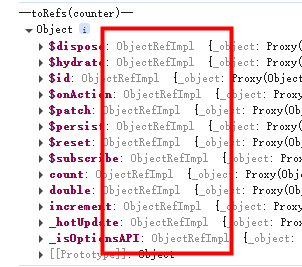 —toRefs(counter)—
▼Object i
▶ $dispose: ObjectRefImpl {_object: Proxy(
▶ $hydrate: ObjectRefImpl {_object: Proxy(
▶ $id: ObjectRefImpl {_object: Proxy(Objec
▶ $onAction: ObjectRefImpl {_object: Proxy
▶ $patch: ObjectRefImpl {_object: Proxy(Ob
▶ $persist: ObjectRefImpl {_object: Proxy(
▶ $reset: ObjectRefImpl {_object: Proxy(Ob
▶ $subscribe: ObjectRefImpl {_object: Prox
▶ count: ObjectRefImpl {_object: Proxy(Obj
▶ double: ObjectRefImpl {_object: Proxy(Ob
▶ increment: ObjectRefImpl {_object: Proxy
▶ _hotUpdate: ObjectRefImpl {_object: Prox
▶ _isOptionsAPI: ObjectRefImpl {_object: P
▶ [[Prototype]]: Object